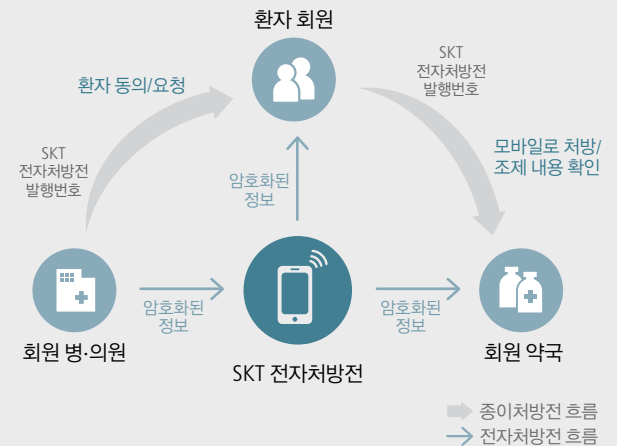 환자 회원
SKT
전자처방전
발행번호
환자 동의/요청
모바일로 처방/
조제 내용 확인
SKT
전자처방전
발행번호
암호화된
정보
암호화된
정보
암호화된
정보
회원 병·의원
SKT 전자처방전
회원 약국
종이처방전 흐름
전자처방전 흐름